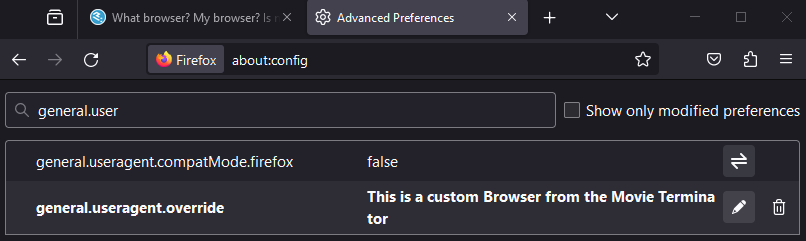 What browser? My browser? Is
Advanced Preferences
Firefox
about:config
general.user
Show only modified preferences
general.useragent.compatMode.firefox
false
general.useragent.override
This is a custom Browser from the Movie Termina
tor